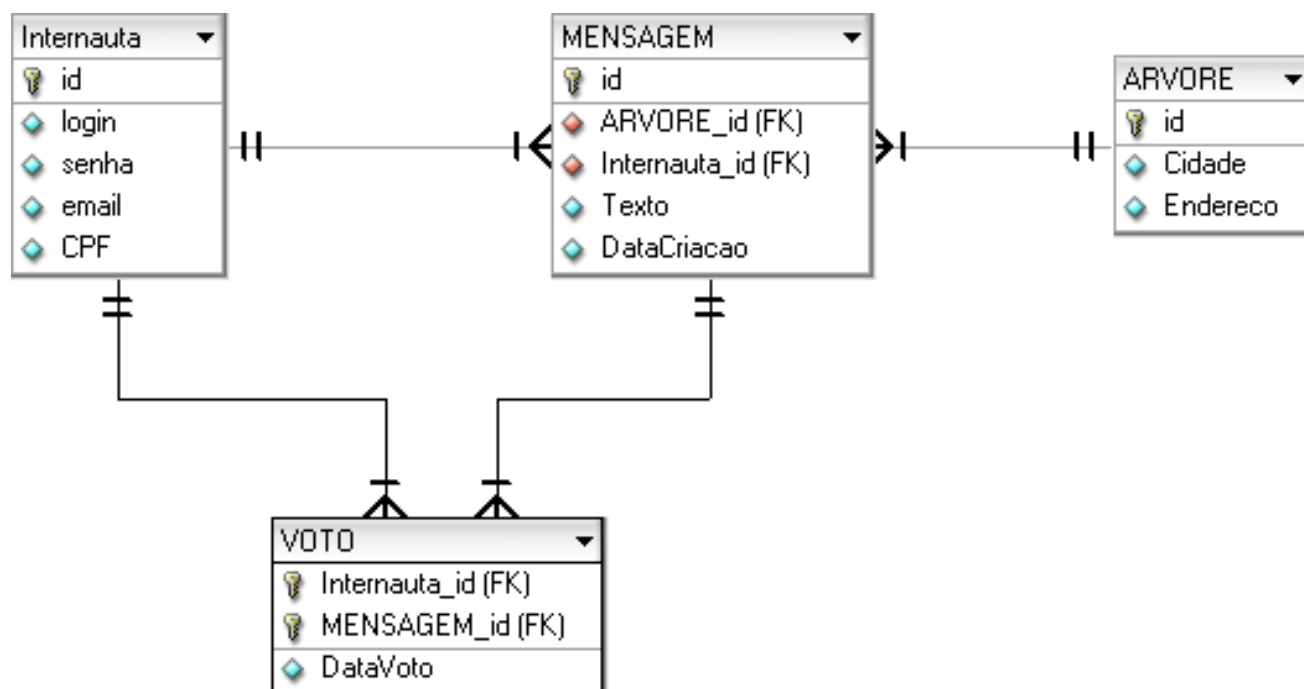 Internauta
id
login
senha
email
CPF
MENSAGEM
id
ARVORE_id (FK)
Internauta_id (FK)
Texto
DataCriacao
ARVORE
id
Cidade
Endereco
VOTO
Internauta_id (FK)
MENSAGEM_id (FK)
DataVoto